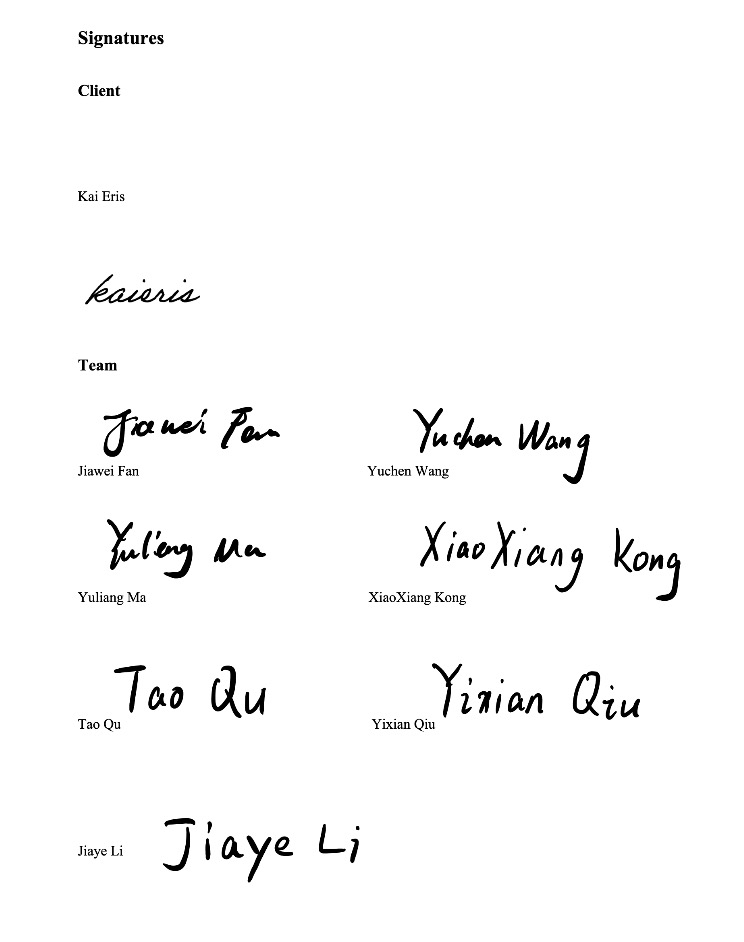 Signatures
Client
Kai Eris
kaieris
Team
Jiawei Fan Yuchen Wang
Jiawei Fan Yuchen Wang
Yuliang Ma XiaoXiang Kong
Yuliang Ma XiaoXiang Kong
Tao Qu Yixian Qiu
Tao Qu Yixian Qiu
Jiaye Li Jiaye Li